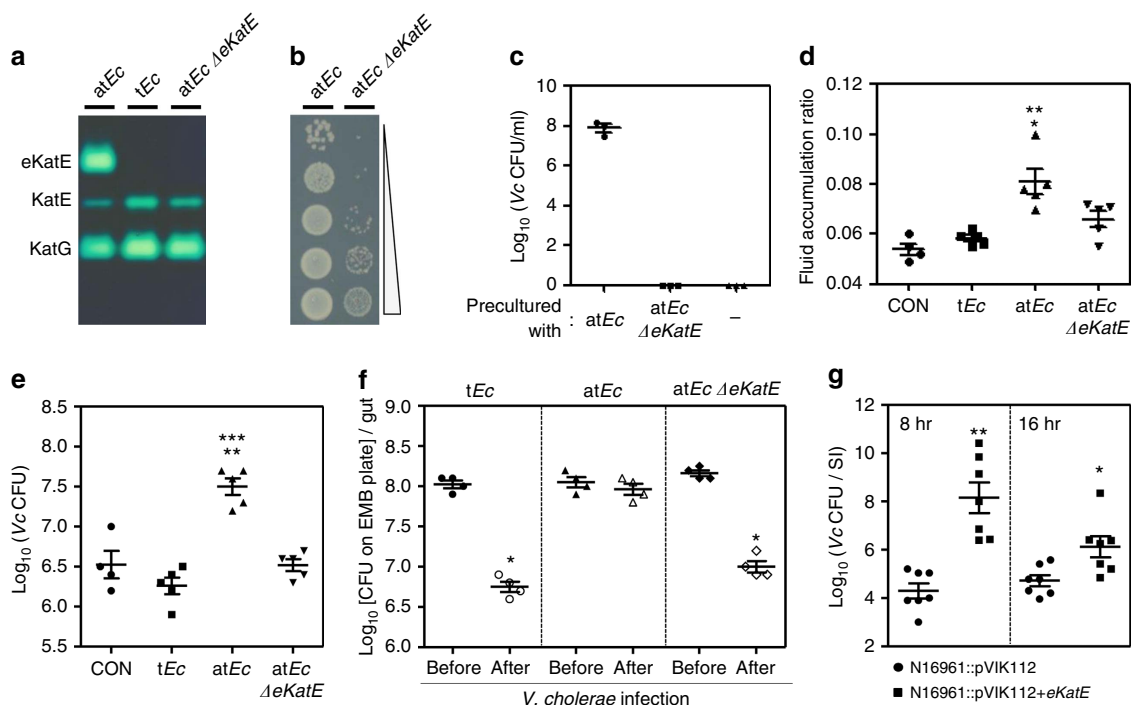 a
atEc
tEc
atEc ΔeKatE
eKatE
KatE
KatG
b
atEc
atEc ΔeKatE
c
Log10 (Vc CFU/ml)
10
8
6
4
2
0
Precultured with : atEc
atEc ΔeKatE
–
d
Fluid accumulation ratio
0.12
0.10
0.08
0.06
0.04
**
*
CON
tEc
atEc
atEc ΔeKatE
e
Log10 (Vc CFU)
8.5
8.0
7.5
7.0
6.5
6.0
5.5
***
**
CON
tEc
atEc
atEc ΔeKatE
f
tEc
atEc
atEc ΔeKatE
Log10 [CFU on EMB plate] / gut
9.0
8.5
8.0
7.5
7.0
6.5
6.0
*
*
Before After Before After Before After
V. cholerae infection
g
Log10 (Vc CFU / SI)
12
10
8
6
4
2
8 hr
16 hr
**
*
N16961::pVIK112
N16961::pVIK112+eKatE